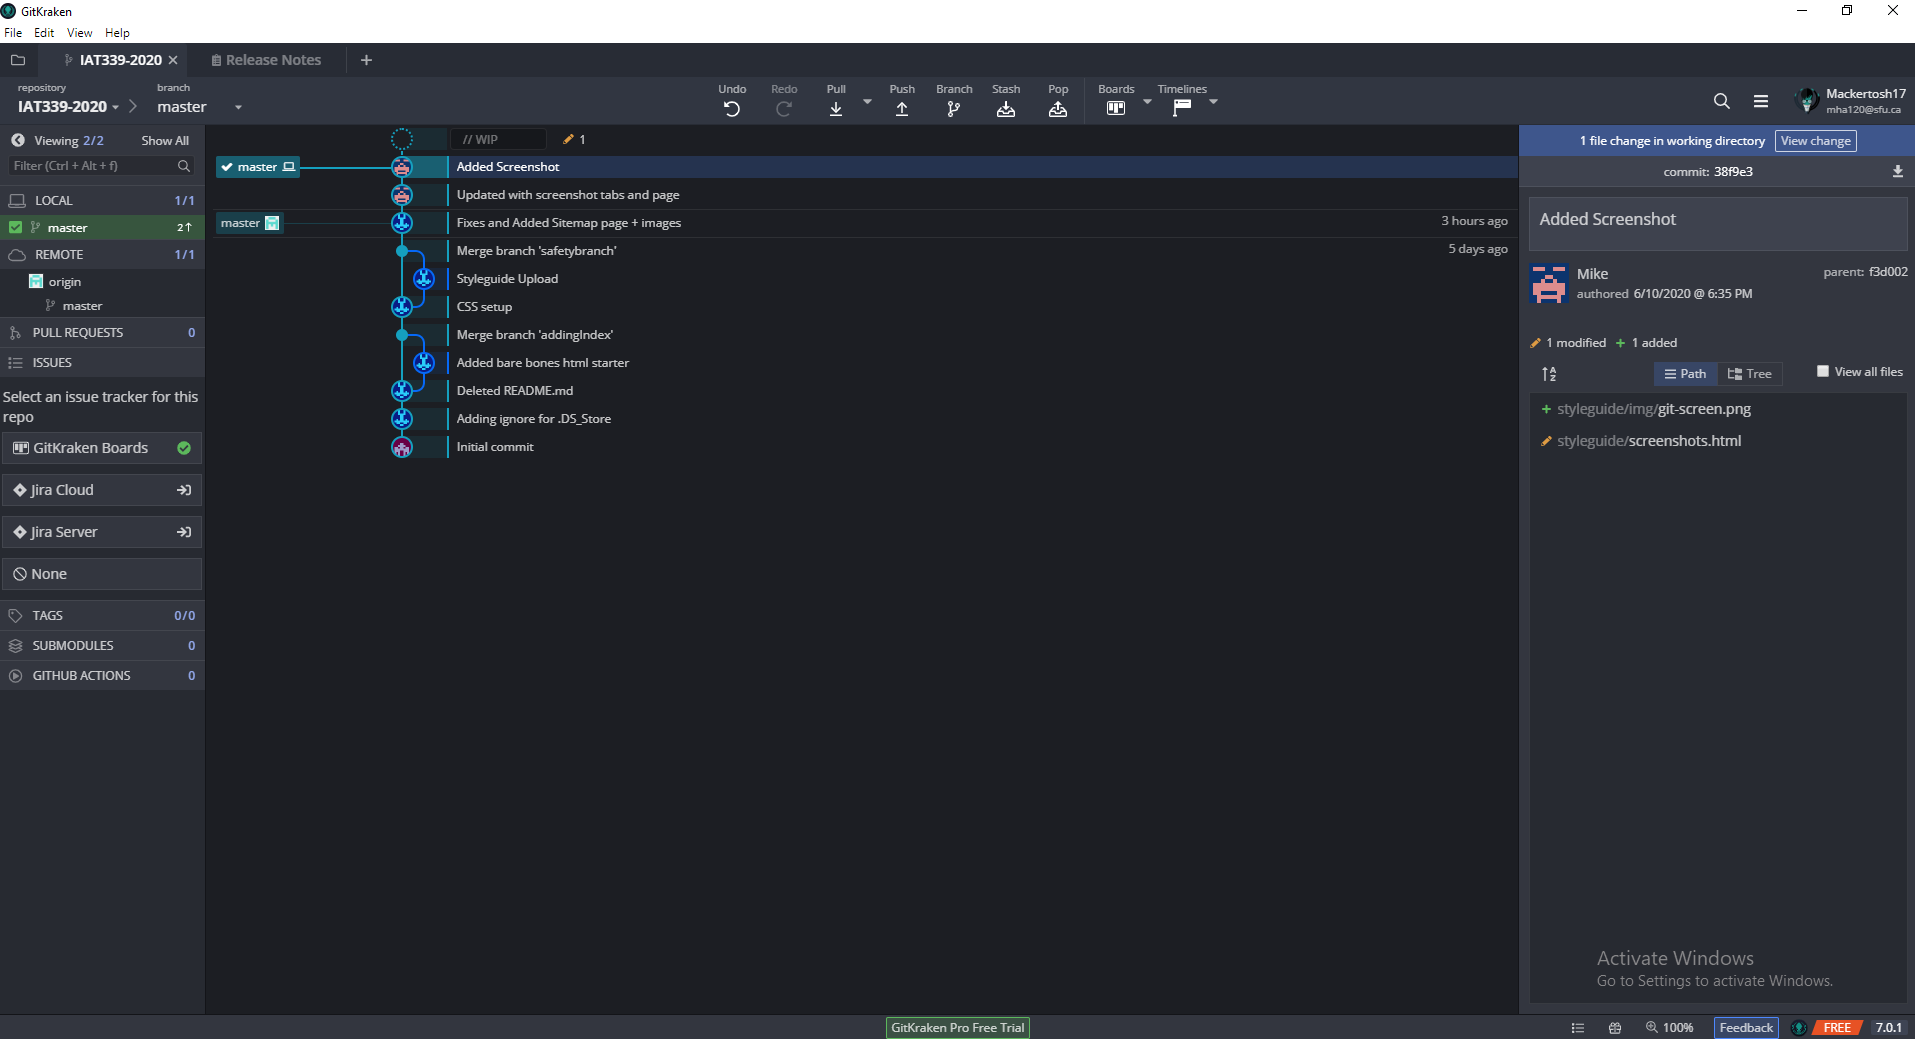 GitKraken
File Edit View Help
IAT339-2020
Release Notes
repository
IAT339-2020
branch
master
Undo
Redo
Pull
Push
Branch
Stash
Pop
Boards
Timelines
Mackertosh17
mha120@sfu.ca
Viewing 2/2 Show All
Filter (Ctrl + Alt + f)
LOCAL 1/1
master 2↑
REMOTE 1/1
origin
master
PULL REQUESTS 0
ISSUES
Select an issue tracker for this
repo
GitKraken Boards
Jira Cloud
Jira Server
None
TAGS 0/0
SUBMODULES 0
GITHUB ACTIONS 0
// WIP 1
master Added Screenshot
Updated with screenshot tabs and page
master Fixes and Added Sitemap page + images 3 hours ago
Merge branch 'safetybranch' 5 days ago
Styleguide Upload
CSS setup
Merge branch 'addingIndex'
Added bare bones html starter
Deleted README.md
Adding ignore for .DS_Store
Initial commit
1 file change in working directory View change
commit: 38f9e3
Added Screenshot
Mike parent: f3d002
authored 6/10/2020 @ 6:35 PM
1 modified + 1 added
Path Tree View all files
+ styleguide/img/git-screen.png
styleguide/screenshots.html
Activate Windows
Go to Settings to activate Windows.
GitKraken Pro Free Trial
100% Feedback FREE 7.0.1